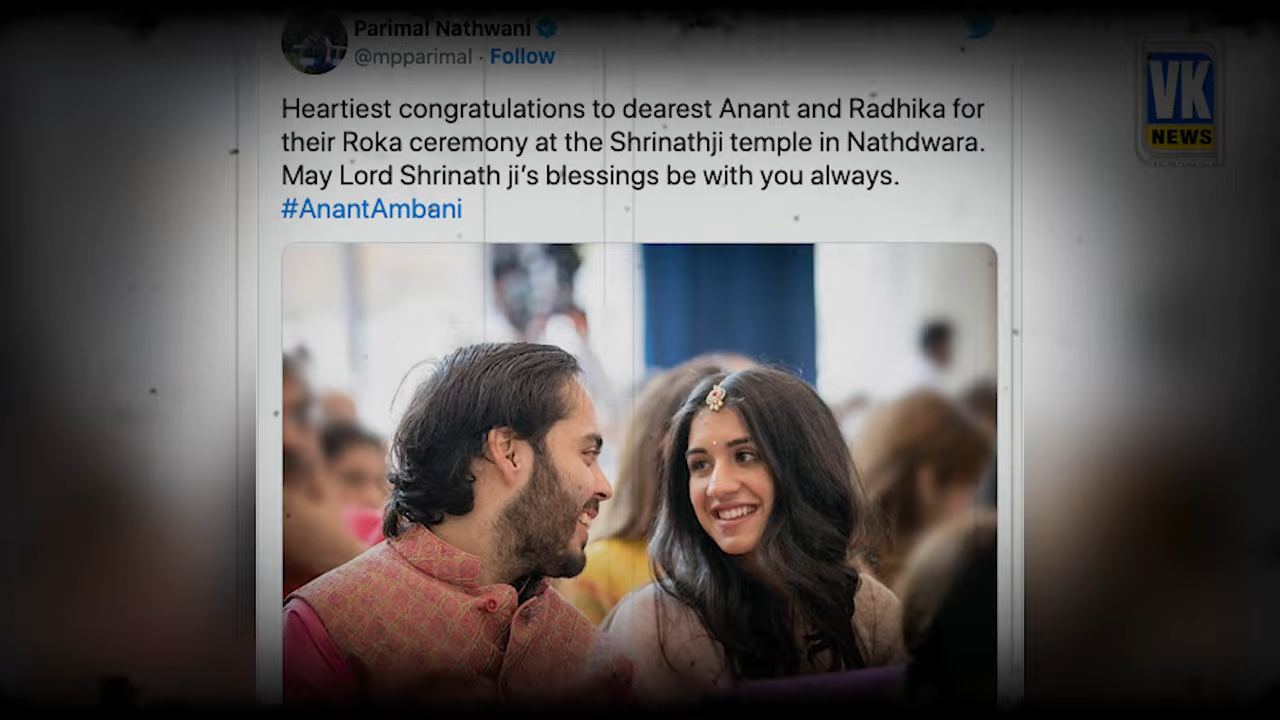 Parimal Nathwani
@mpparimal · Follow
Heartiest congratulations to dearest Anant and Radhika for
their Roka ceremony at the Shrinathji temple in Nathdwara.
May Lord Shrinath ji’s blessings be with you always.
#AnantAmbani
VK
NEWS